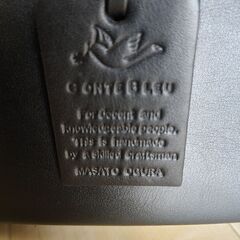 CONTE BLEU
For decent and
knowledgeable people,
This is handmade
by a skilled craftsman
MASATO OGURA